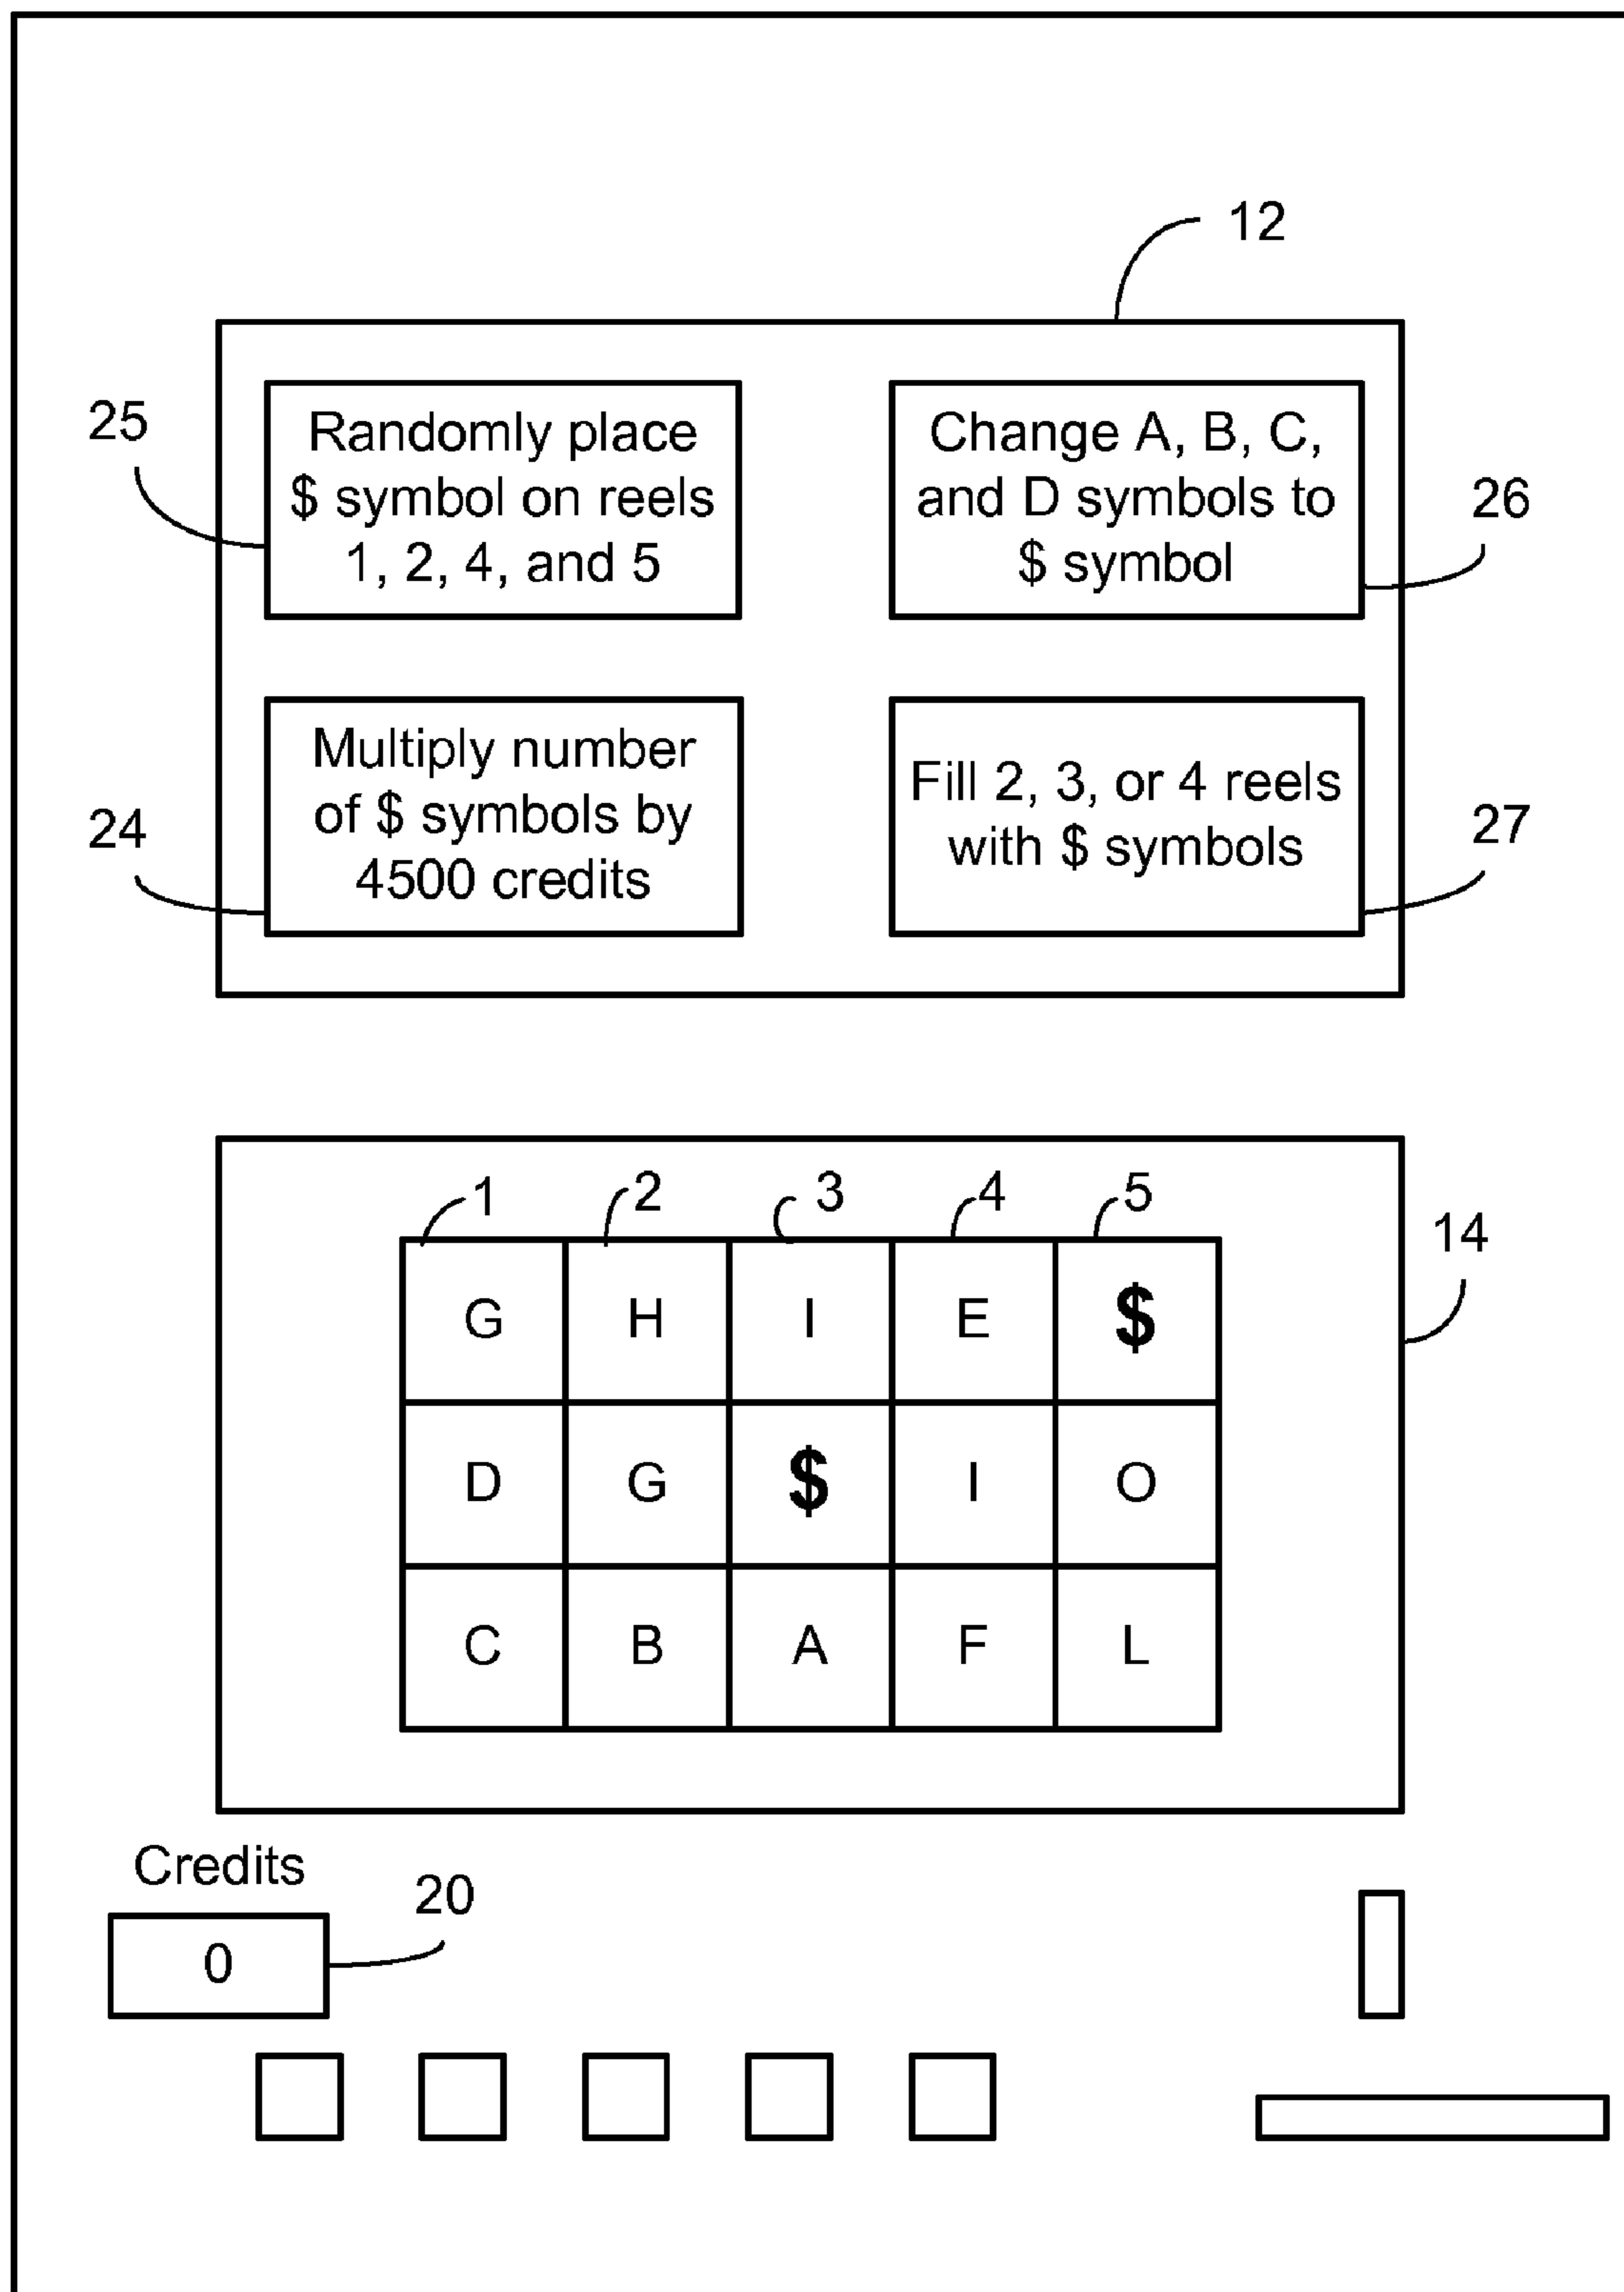 12
25
Randomly place
$ symbol on reels
1, 2, 4, and 5
Change A, B, C,
and D symbols to
$ symbol
26
24
Multiply number
of $ symbols by
4500 credits
Fill 2, 3, or 4 reels
with $ symbols
27
1 2 3 4 5
14
G H I E $
D G $ I O
C B A F L
Credits
20
0